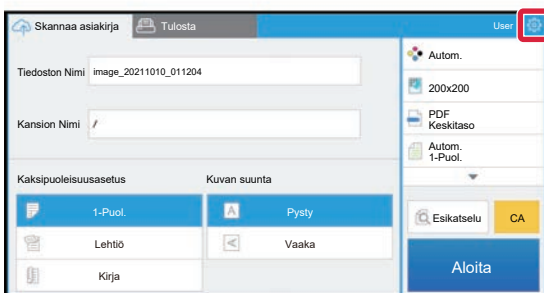 Skannaa asiakirja
Tulosta
User
Tiedoston Nimi
image_20211010_011204
Kansion Nimi
/
Kaksipuoleisuusasetus
Kuvan suunta
1-Puol.
Lehtiö
Kirja
A
Pysty
A
Vaaka
Autom.
200x200
PDF
Keskitaso
Autom.
1-Puol.
Esikatselu
CA
Aloita